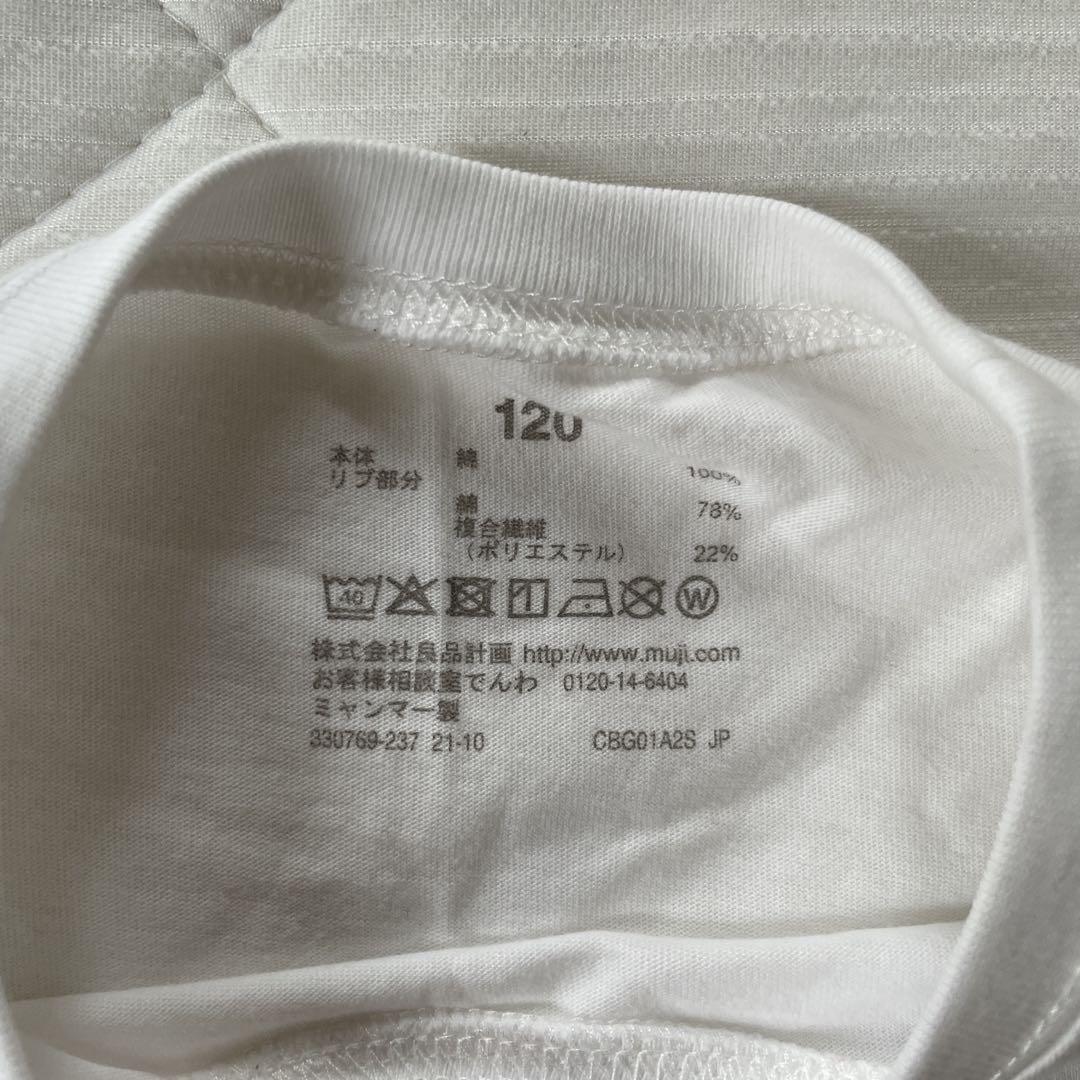 120
本体 綿 100%
リブ部分
綿 78%
複合繊維
(ポリエステル) 22%
40 W
株式会社良品計画 http://www.muji.com
お客様相談室でんわ 0120-14-6404
ミャンマー製
330769-237 21-10 CBG01A2S JP